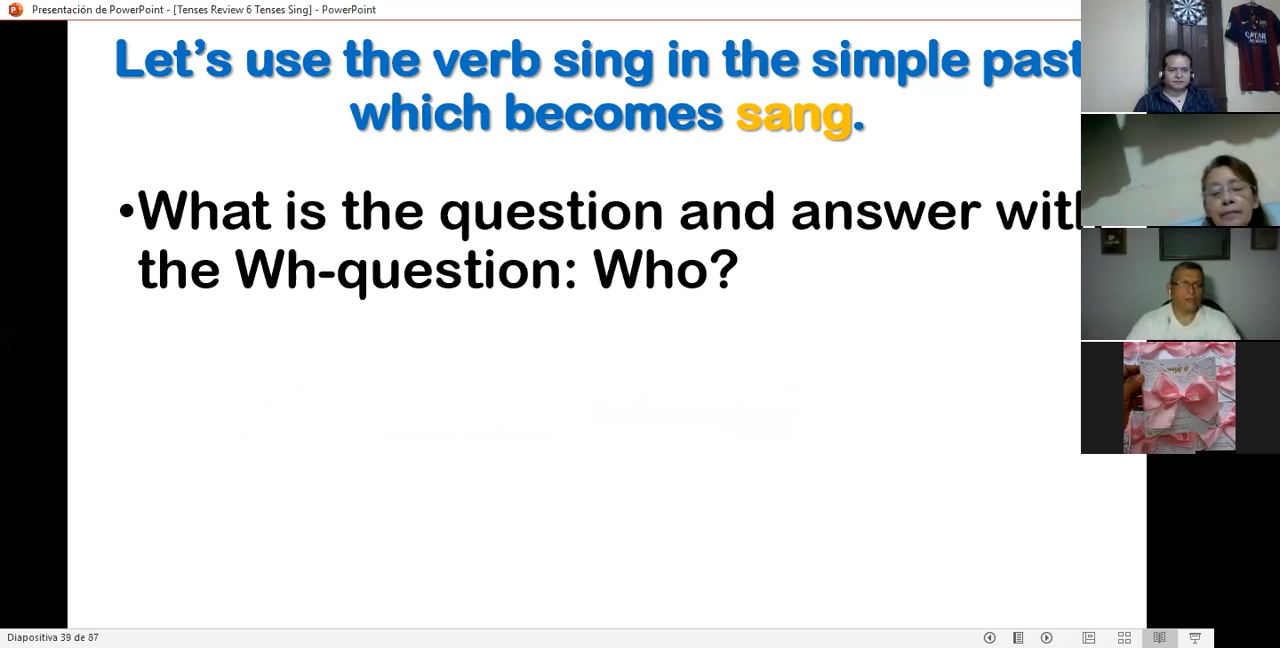 Presentación de PowerPoint - [Tenses Review 6 Tenses Sing] - PowerPoint
Let's use the verb sing in the simple past
which becomes sang.
•What is the question and answer with
the Wh-question: Who?
QATAR
Diapositiva 39 de 87